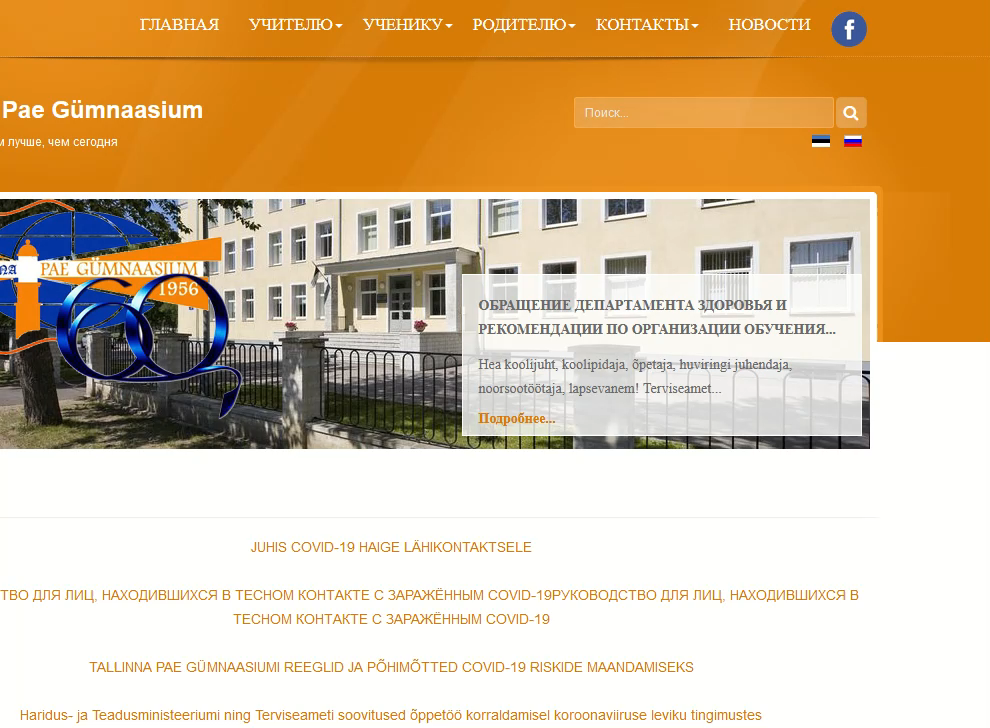 ГЛАВНАЯ УЧИТЕЛЮ УЧЕНИКУ РОДИТЕЛЮ КОНТАКТЫ НОВОСТИ
Pae Gümnaasium
Поиск...
лучше, чем сегодня
PAE GÜMNAASIUM
1956
ОБРАЩЕНИЕ ДЕПАРТАМЕНТА ЗДОРОВЬЯ И
РЕКОМЕНДАЦИИ ПО ОРГАНИЗАЦИИ ОБУЧЕНИЯ...
Hea koolijuht, koolipidaja, õpetaja, huviringi juhendaja,
noorsootöötaja, lapsevanem! Terviseamet...
Подробнее...
JUHIS COVID-19 HAIGE LÄHIKONTAKTSELE
ТВО ДЛЯ ЛИЦ, НАХОДИВШИХСЯ В ТЕСНОМ КОНТАКТЕ С ЗАРАЖЁННЫМ COVID-19РУКОВОДСТВО ДЛЯ ЛИЦ, НАХОДИВШИХСЯ В
ТЕСНОМ КОНТАКТЕ С ЗАРАЖЁННЫМ COVID-19
TALLINNA PAE GÜMNAASIUMI REEGLID JA PÕHIMÕTTED COVID-19 RISKIDE MAANDAMISEKS
Haridus- ja Teadusministeeriumi ning Terviseameti soovitused õppetöö korraldamisel koroonaviiruse leviku tingimustes